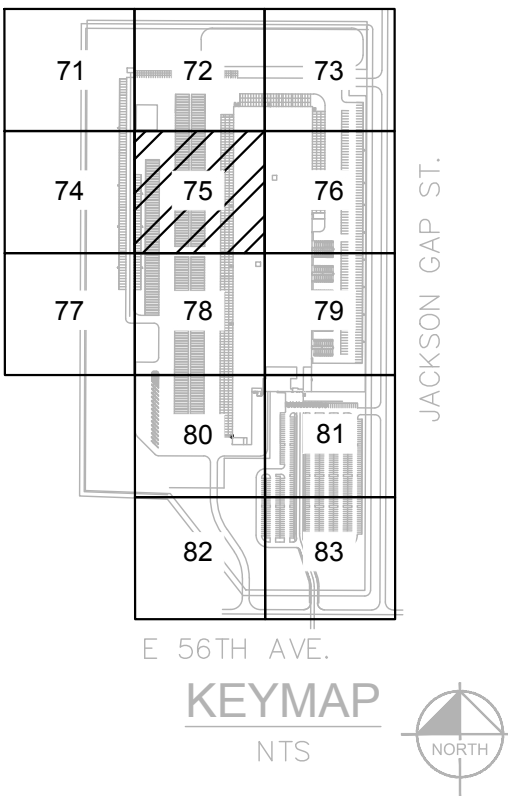 71 72 73
74 75 76
77 78 79
80 81
82 83
JACKSON GAP ST.
E 56TH AVE.
KEYMAP
NTS
NORTH